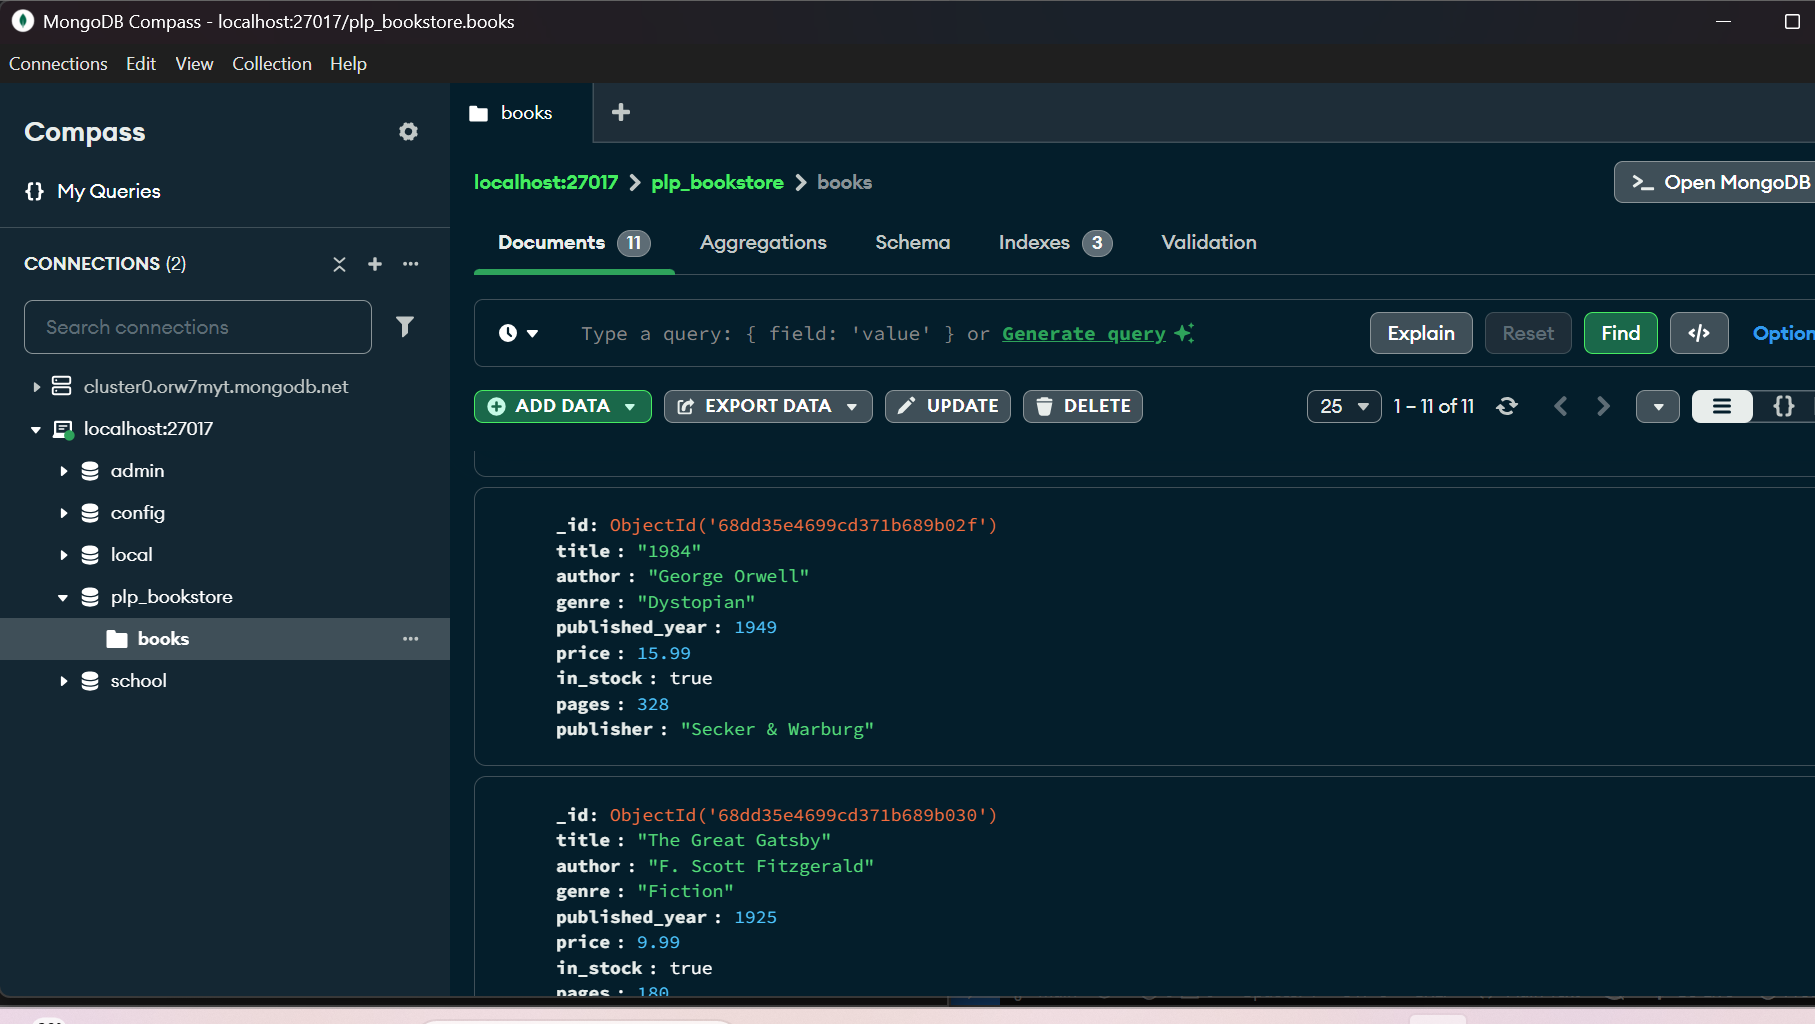 MongoDB Compass - localhost:27017/plp_bookstore.books
Connections Edit View Collection Help
Compass
{} My Queries
CONNECTIONS (2)
Search connections
cluster0.orw7myt.mongodb.net
localhost:27017
admin
config
local
plp_bookstore
books
school
books
localhost:27017 > plp_bookstore > books
>_ Open MongoDB
Documents 11 Aggregations Schema Indexes 3 Validation
Type a query: { field: 'value' } or Generate query
Explain Reset Find </> Option
ADD DATA EXPORT DATA UPDATE DELETE
25 1 – 11 of 11 {}
_id: ObjectId('68dd35e4699cd371b689b02f')
title : "1984"
author : "George Orwell"
genre : "Dystopian"
published_year : 1949
price : 15.99
in_stock : true
pages : 328
publisher : "Secker & Warburg"
_id: ObjectId('68dd35e4699cd371b689b030')
title : "The Great Gatsby"
author : "F. Scott Fitzgerald"
genre : "Fiction"
published_year : 1925
price : 9.99
in_stock : true
pages : 180